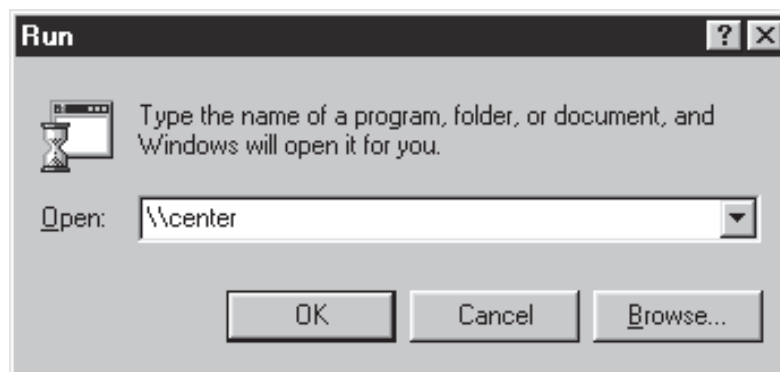 Run
Type the name of a program, folder, or document, and
Windows will open it for you.
Open: \\center
OK Cancel Browse...